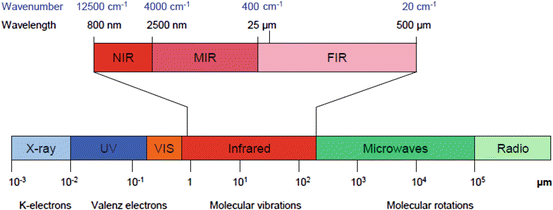 Wavenumber 12500 cm⁻¹ 4000 cm⁻¹ 400 cm⁻¹ 20 cm⁻¹
Wavelength 800 nm 2500 nm 25 µm 500 µm
NIR MIR FIR
X-ray UV VIS Infrared Microwaves Radio
10⁻³ 10⁻² 10⁻¹ 1 10¹ 10² 10⁴ 10⁵ µm
K-electrons Valenz electrons Molecular vibrations Molecular rotations